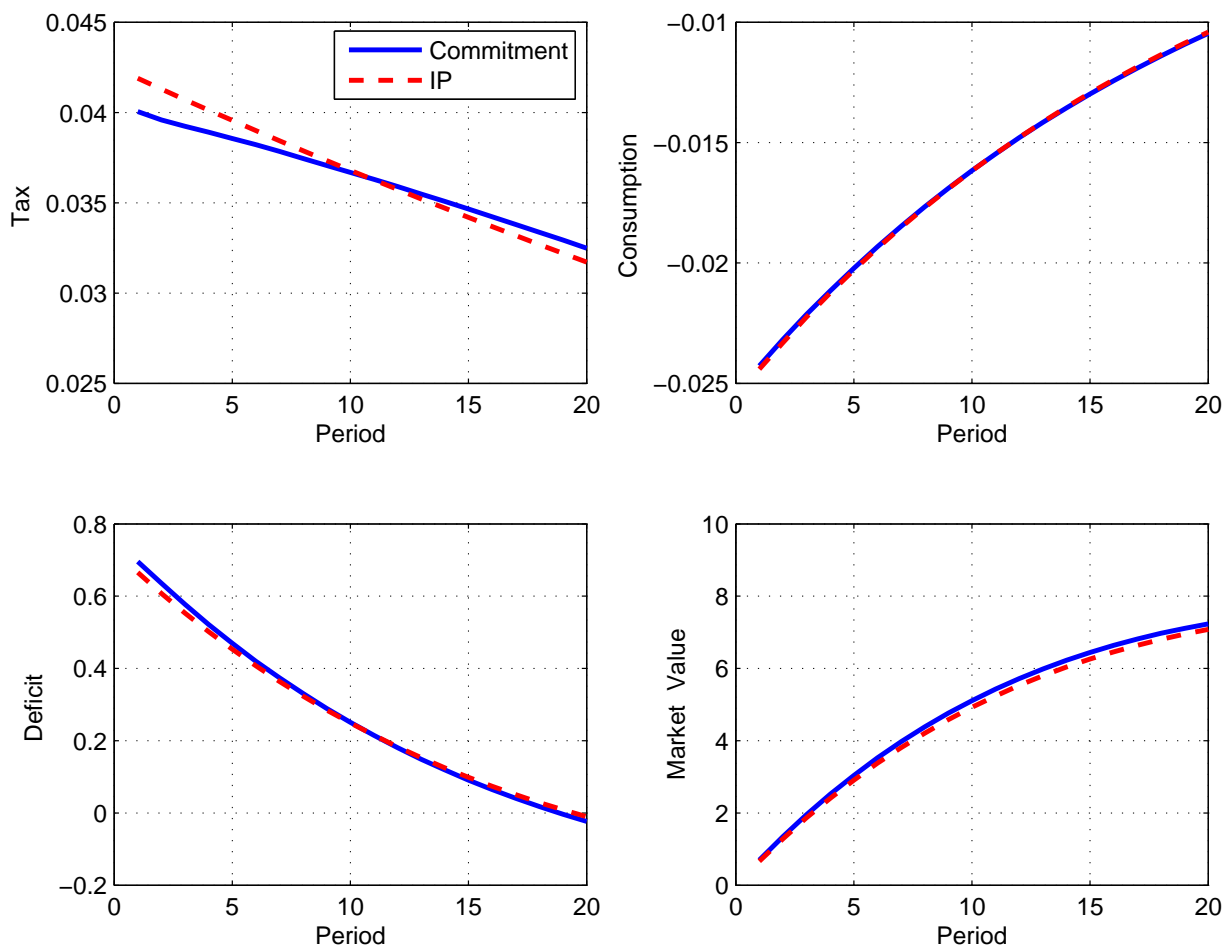 0.045
0.04
0.035
0.03
0.025
Tax
0 5 10 15 20
Period
Commitment
IP
−0.01
−0.015
−0.02
−0.025
Consumption
0 5 10 15 20
Period
0.8
0.6
0.4
0.2
0
−0.2
Deficit
0 5 10 15 20
Period
10
8
6
4
2
0
Market Value
0 5 10 15 20
Period